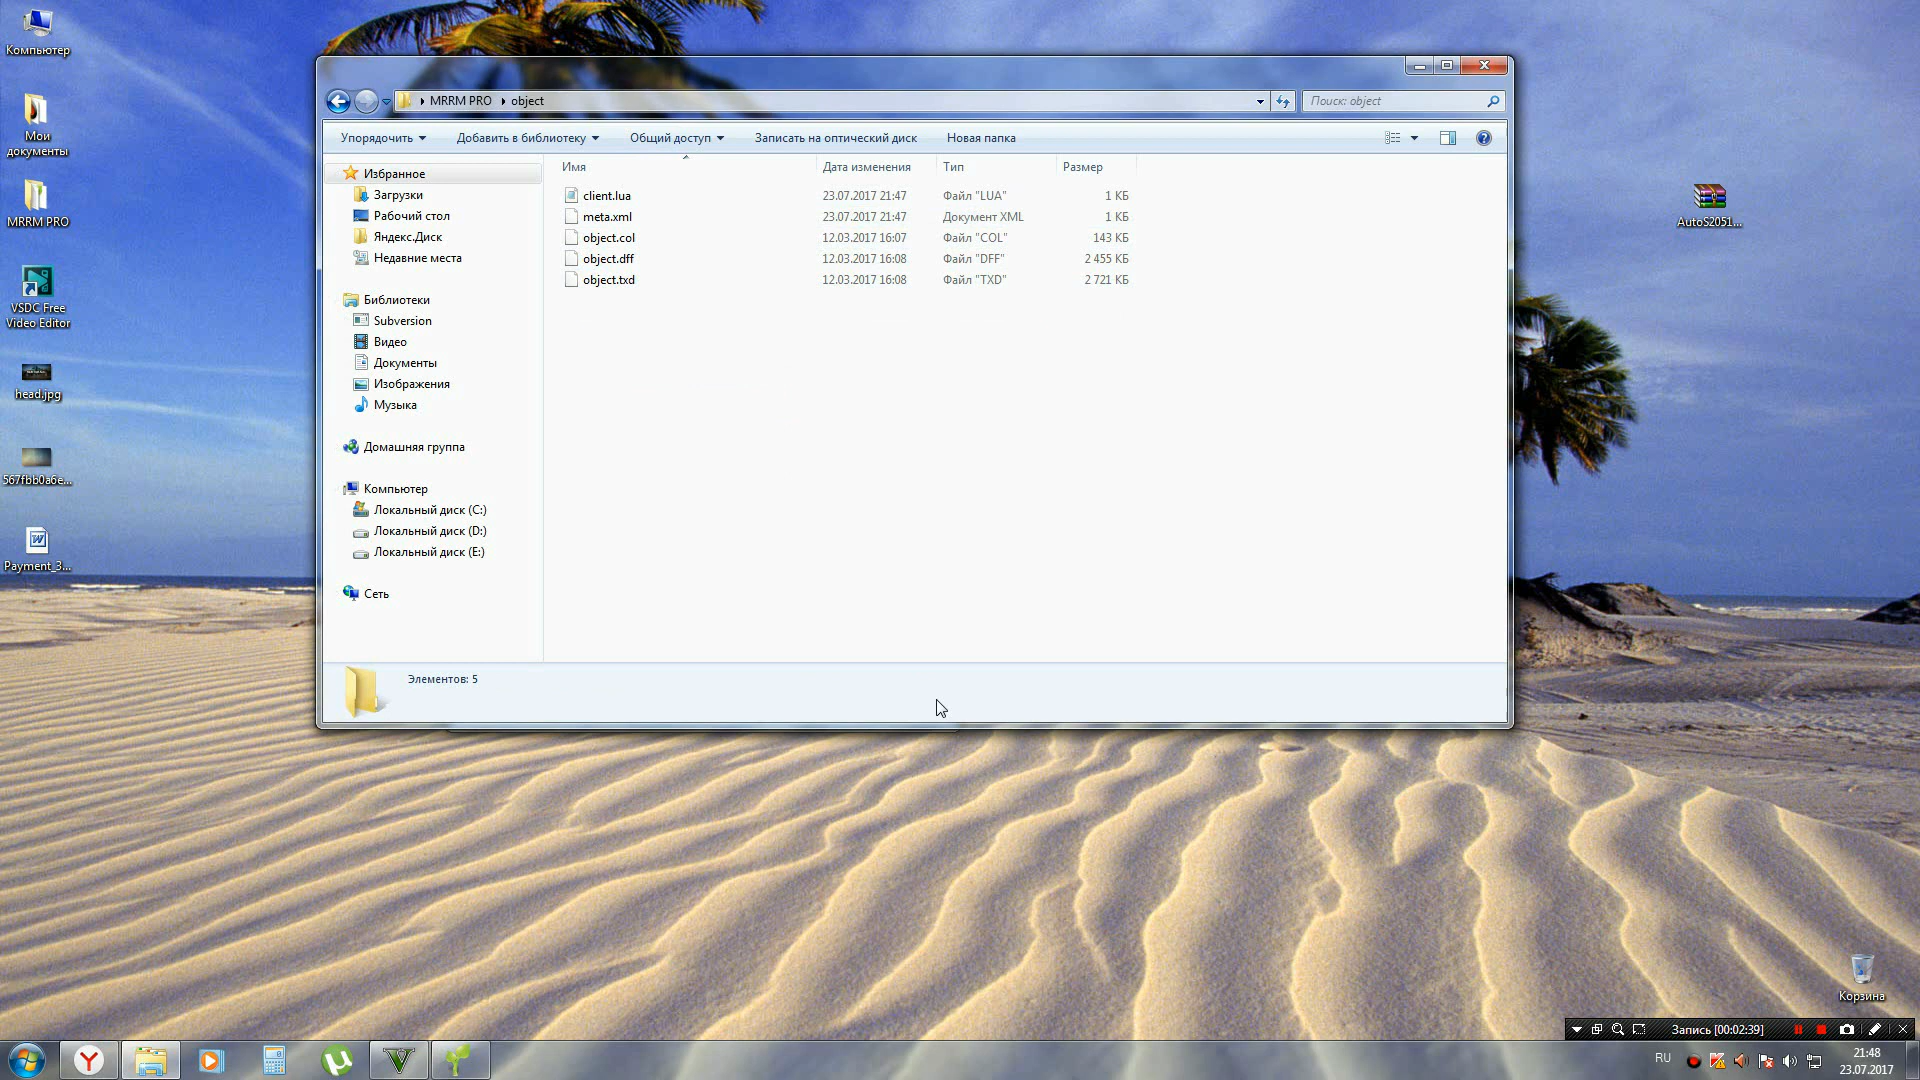 Компьютер
Мои
документы
MRRM PRO
VSDC Free
Video Editor
head.jpg
567fbb0a6e...
Payment_3...
MRRM PRO
object
Поиск: object
Упорядочить
Добавить в библиотеку
Общий доступ
Записать на оптический диск
Новая папка
Избранное
Загрузки
Рабочий стол
Яндекс.Диск
Недавние места
Библиотеки
Subversion
Видео
Документы
Изображения
Музыка
Домашняя группа
Компьютер
Локальный диск (C:)
Локальный диск (D:)
Локальный диск (E:)
Сеть
Имя Дата изменения Тип Размер
client.lua 23.07.2017 21:47 Файл "LUA" 1 КБ
meta.xml 23.07.2017 21:47 Документ XML 1 КБ
object.col 12.03.2017 16:07 Файл "COL" 143 КБ
object.dff 12.03.2017 16:08 Файл "DFF" 2 455 КБ
object.txd 12.03.2017 16:08 Файл "TXD" 2 721 КБ
Элементов: 5
AutoS2051...
Корзина
Запись [00:02:39]
RU
21:48
23.07.2017